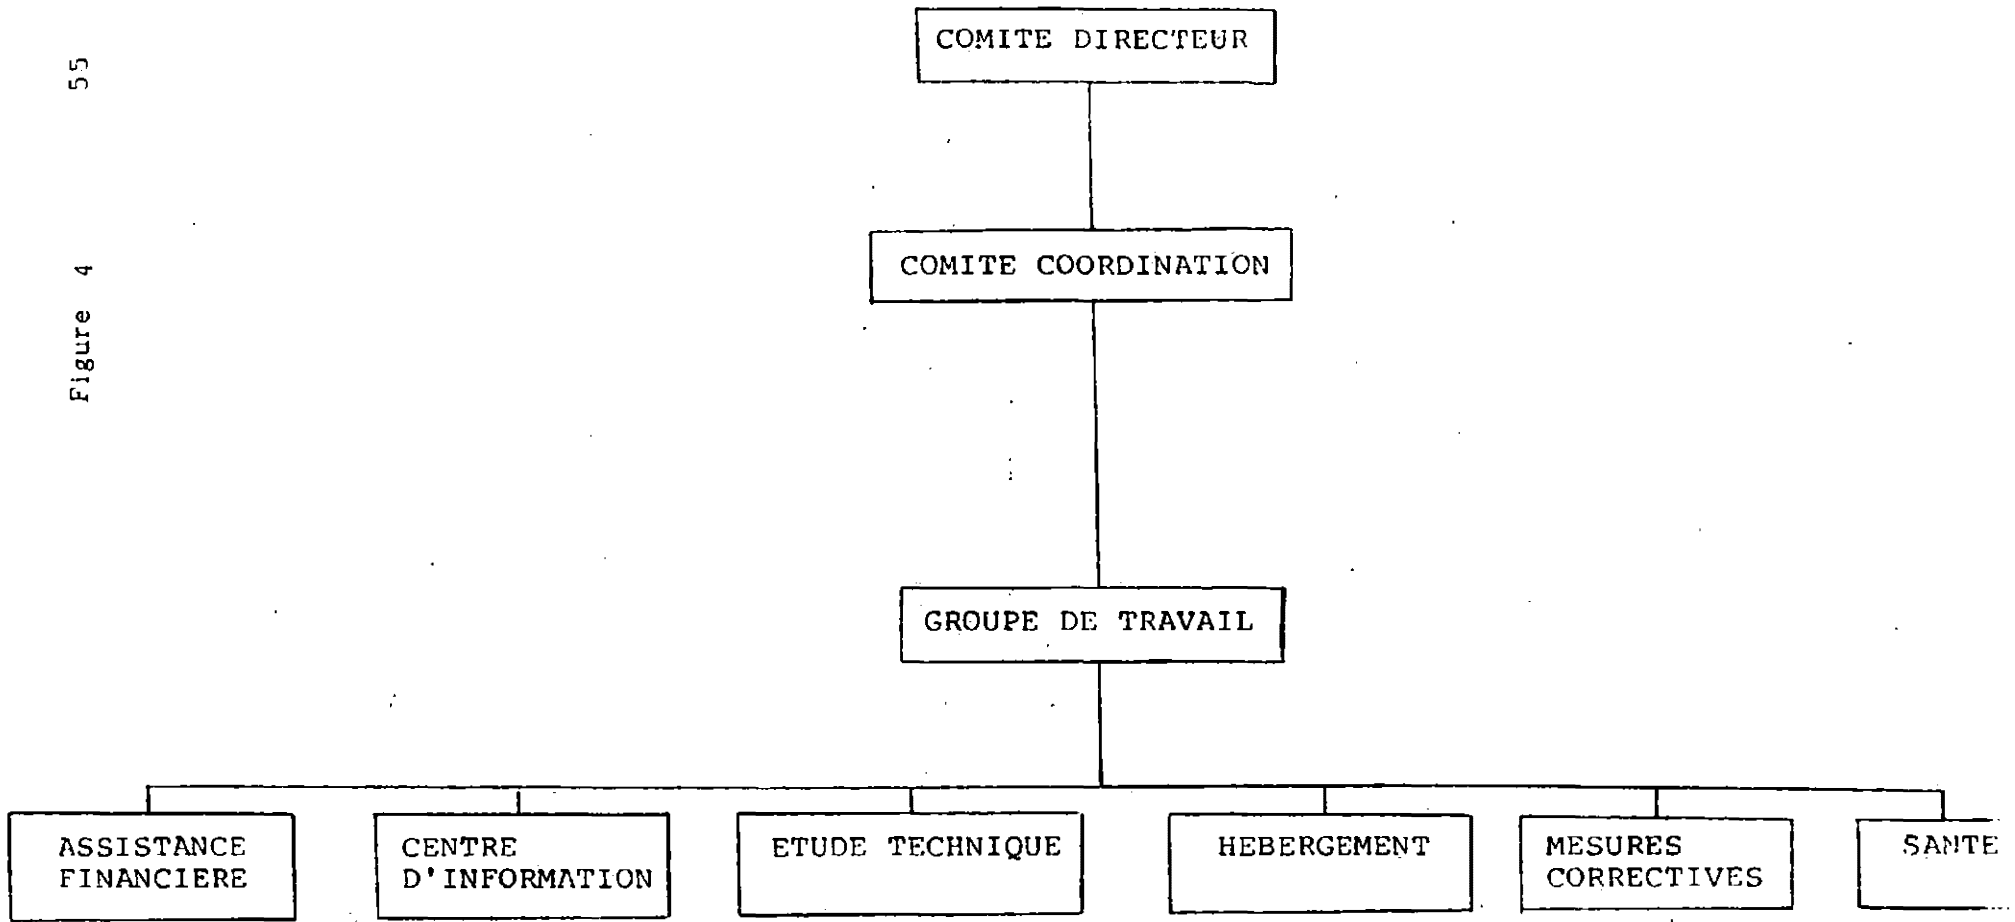 55
Figure 4
COMITE DIRECTEUR
COMITE COORDINATION
GROUPE DE TRAVAIL
ASSISTANCE
FINANCIERE
CENTRE
D'INFORMATION
ETUDE TECHNIQUE
HEBERGEMENT
MESURES
CORRECTIVES
SANTE